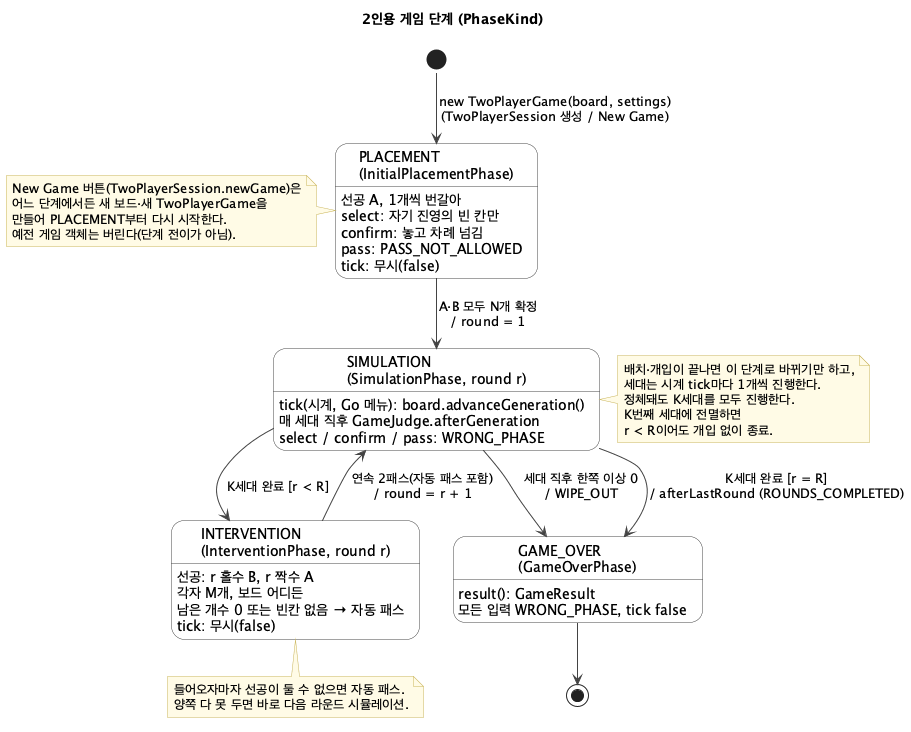 2인용 게임 단계 (PhaseKind)
new TwoPlayerGame(board, settings)
(TwoPlayerSession 생성 / New Game)
PLACEMENT
(InitialPlacementPhase)
선공 A, 1개씩 번갈아
select: 자기 진영의 빈 칸만
confirm: 놓고 차례 넘김
pass: PASS_NOT_ALLOWED
tick: 무시(false)
New Game 버튼(TwoPlayerSession.newGame)은
어느 단계에서든 새 보드·새 TwoPlayerGame을
만들어 PLACEMENT부터 다시 시작한다.
예전 게임 객체는 버린다(단계 전이가 아님).
A·B 모두 N개 확정
/ round = 1
SIMULATION
(SimulationPhase, round r)
tick(시계, Go 메뉴): board.advanceGeneration()
매 세대 직후 GameJudge.afterGeneration
select / confirm / pass: WRONG_PHASE
배치·개입이 끝나면 이 단계로 바뀌기만 하고,
세대는 시계 tick마다 1개씩 진행한다.
정체돼도 K세대를 모두 진행한다.
K번째 세대에 전멸하면
r < R이어도 개입 없이 종료.
K세대 완료 [r < R]
연속 2패스(자동 패스 포함)
/ round = r + 1
세대 직후 한쪽 이상 0
/ WIPE_OUT
K세대 완료 [r = R]
/ afterLastRound (ROUNDS_COMPLETED)
INTERVENTION
(InterventionPhase, round r)
선공: r 홀수 B, r 짝수 A
각자 M개, 보드 어디든
남은 개수 0 또는 빈칸 없음 → 자동 패스
tick: 무시(false)
GAME_OVER
(GameOverPhase)
result(): GameResult
모든 입력 WRONG_PHASE, tick false
들어오자마자 선공이 둘 수 없으면 자동 패스.
양쪽 다 못 두면 바로 다음 라운드 시뮬레이션.